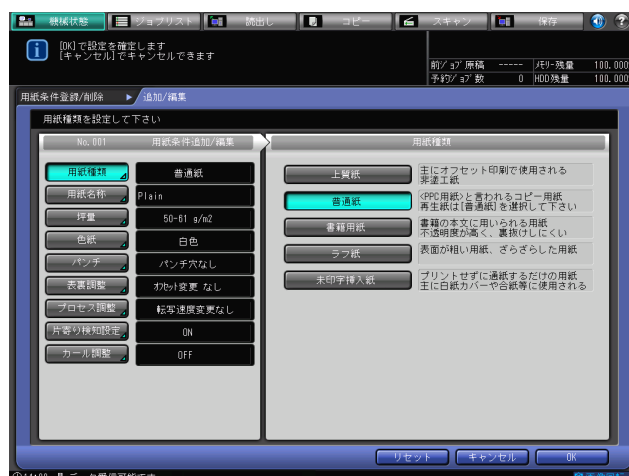 機械状態 ジョブリスト 読出し コピー スキャン 保存
[OK]で設定を確定します
[キャンセル]でキャンセルできます
前ジョブ原稿 ----- メモリー残量 100.000
予約ジョブ数 0 HDD残量 100.000
用紙条件登録/削除 追加/編集
用紙種類を設定して下さい
No. 001 用紙条件追加/編集
用紙種類
用紙種類 普通紙
用紙名称 Plain
坪量 50-61 g/m2
色紙 白色
パンチ パンチ穴なし
表裏調整 オフセット変更 なし
プロセス調整 転写速度変更なし
片寄り検知設定 ON
カール調整 OFF
上質紙 主にオフセット印刷で使用される
非塗工紙
普通紙 <PPC用紙>と言われるコピー用紙
再生紙は[普通紙]を選択して下さい
書籍用紙 書籍の本文に用いられる用紙
不透明度が高く、裏抜けしにくい
ラフ紙 表面が粗い用紙、ざらざらした用紙
未印字挿入紙 プリントせずに通紙するだけの用紙
主に白紙カバーや合紙等に使用される
リセット キャンセル OK